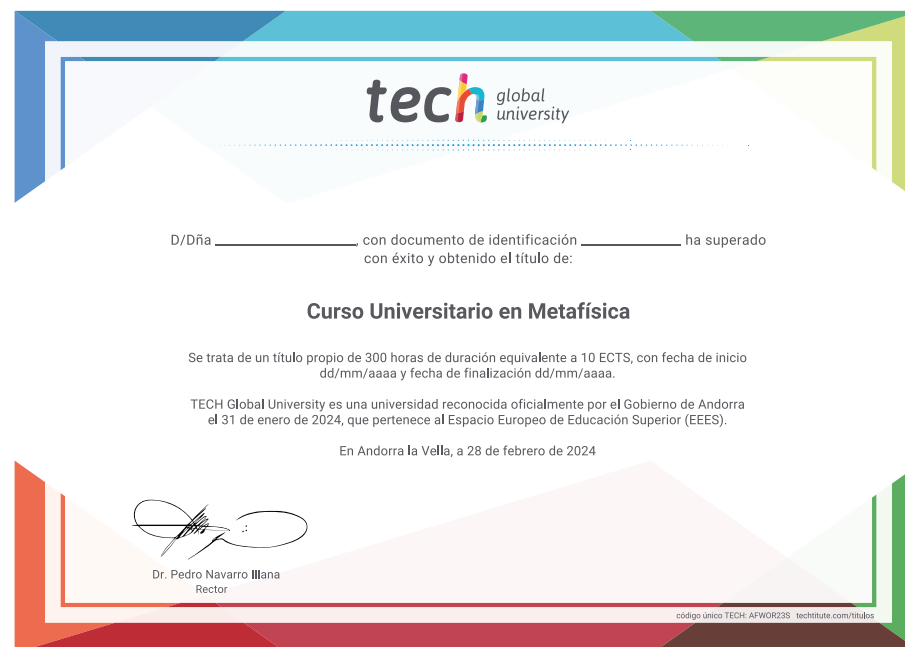 tech global university
D/Dña ________________, con documento de identificación ____________ ha superado
con éxito y obtenido el título de:
Curso Universitario en Metafísica
Se trata de un título propio de 300 horas de duración equivalente a 10 ECTS, con fecha de inicio
dd/mm/aaaa y fecha de finalización dd/mm/aaaa.
TECH Global University es una universidad reconocida oficialmente por el Gobierno de Andorra
el 31 de enero de 2024, que pertenece al Espacio Europeo de Educación Superior (EEES).
En Andorra la Vella, a 28 de febrero de 2024
Dr. Pedro Navarro Illana
Rector
código único TECH: AFWOR23S techtitute.com/titulos